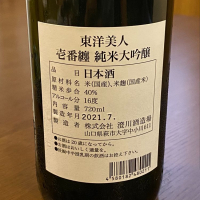 東洋美人
壱番纏 純米大吟醸
日本酒
原材料名 米(国産)、米麹(国産米)
精米歩合 40%
アルコール分 16度
内容量 720ml
製造年月 2021.7.
製造者 株式会社 澄川酒造場
山口県萩市大字中小川611